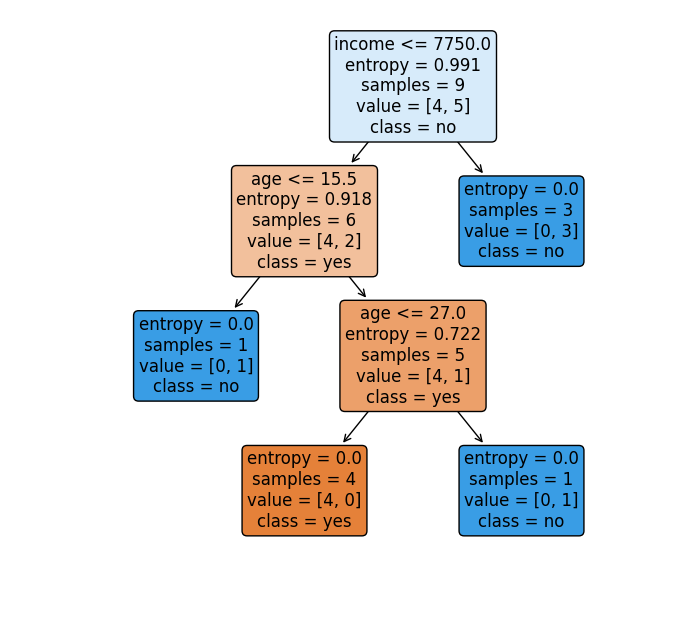 income <= 7750.0
entropy = 0.991
samples = 9
value = [4, 5]
class = no
age <= 15.5
entropy = 0.918
samples = 6
value = [4, 2]
class = yes
entropy = 0.0
samples = 3
value = [0, 3]
class = no
entropy = 0.0
samples = 1
value = [0, 1]
class = no
age <= 27.0
entropy = 0.722
samples = 5
value = [4, 1]
class = yes
entropy = 0.0
samples = 4
value = [4, 0]
class = yes
entropy = 0.0
samples = 1
value = [0, 1]
class = no